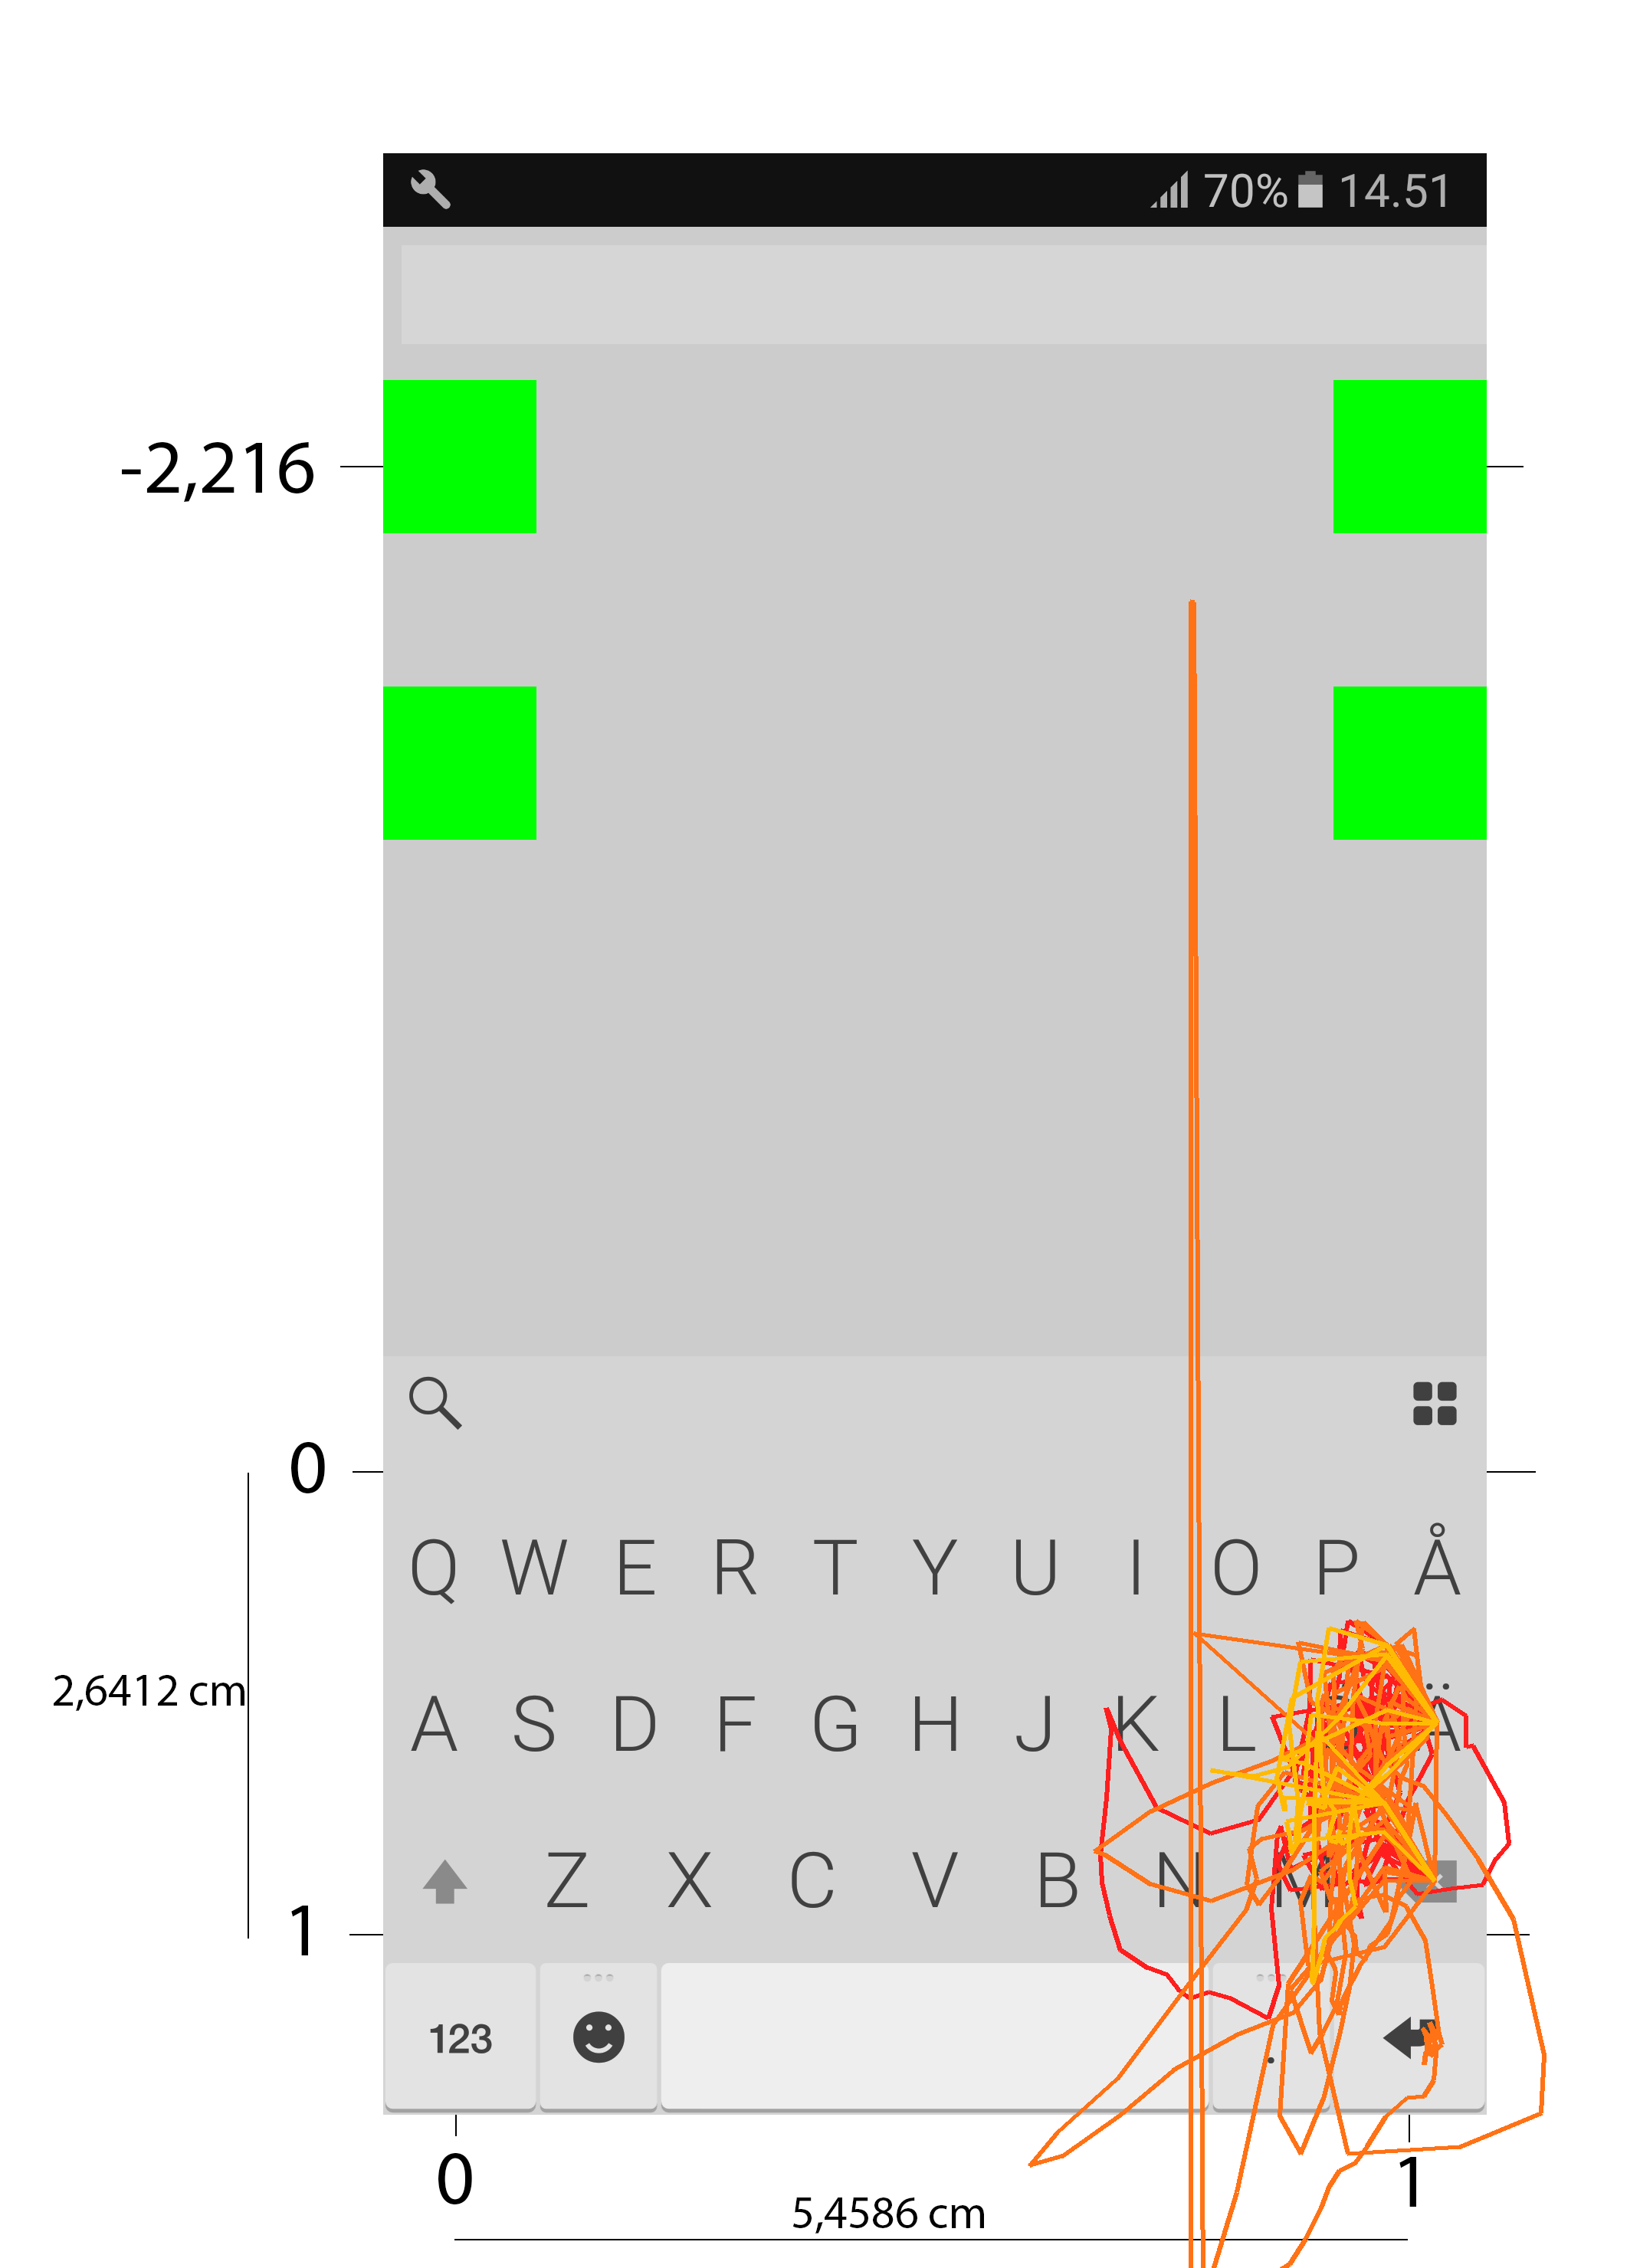 70% 14.51
-2,216
0
Q W E R T Y U I O P Å
2,6412 cm
A S D F G H J K L Ä
Z X C V B N M
1
123 .
0 1
5,4586 cm